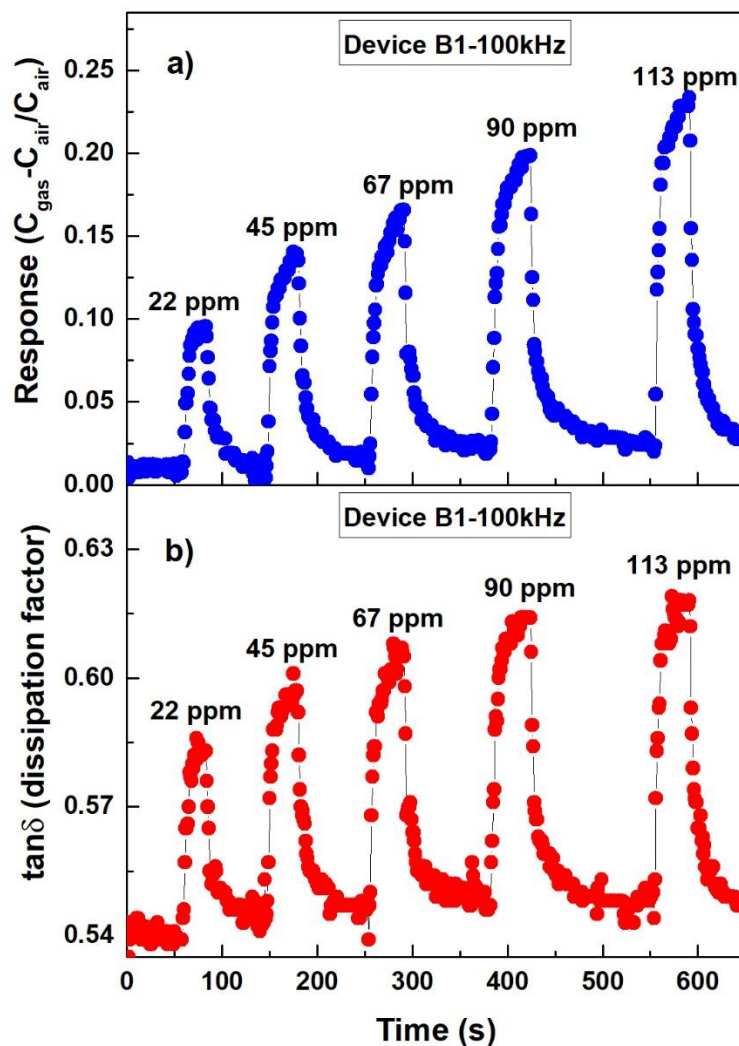 Device B1-100kHz
a)
Response (C_gas-C_air/C_air)
0.25
0.20
0.15
0.10
0.05
0.00
22 ppm
45 ppm
67 ppm
90 ppm
113 ppm
Device B1-100kHz
b)
tanδ (dissipation factor)
0.63
0.60
0.57
0.54
22 ppm
45 ppm
67 ppm
90 ppm
113 ppm
0 100 200 300 400 500 600
Time (s)